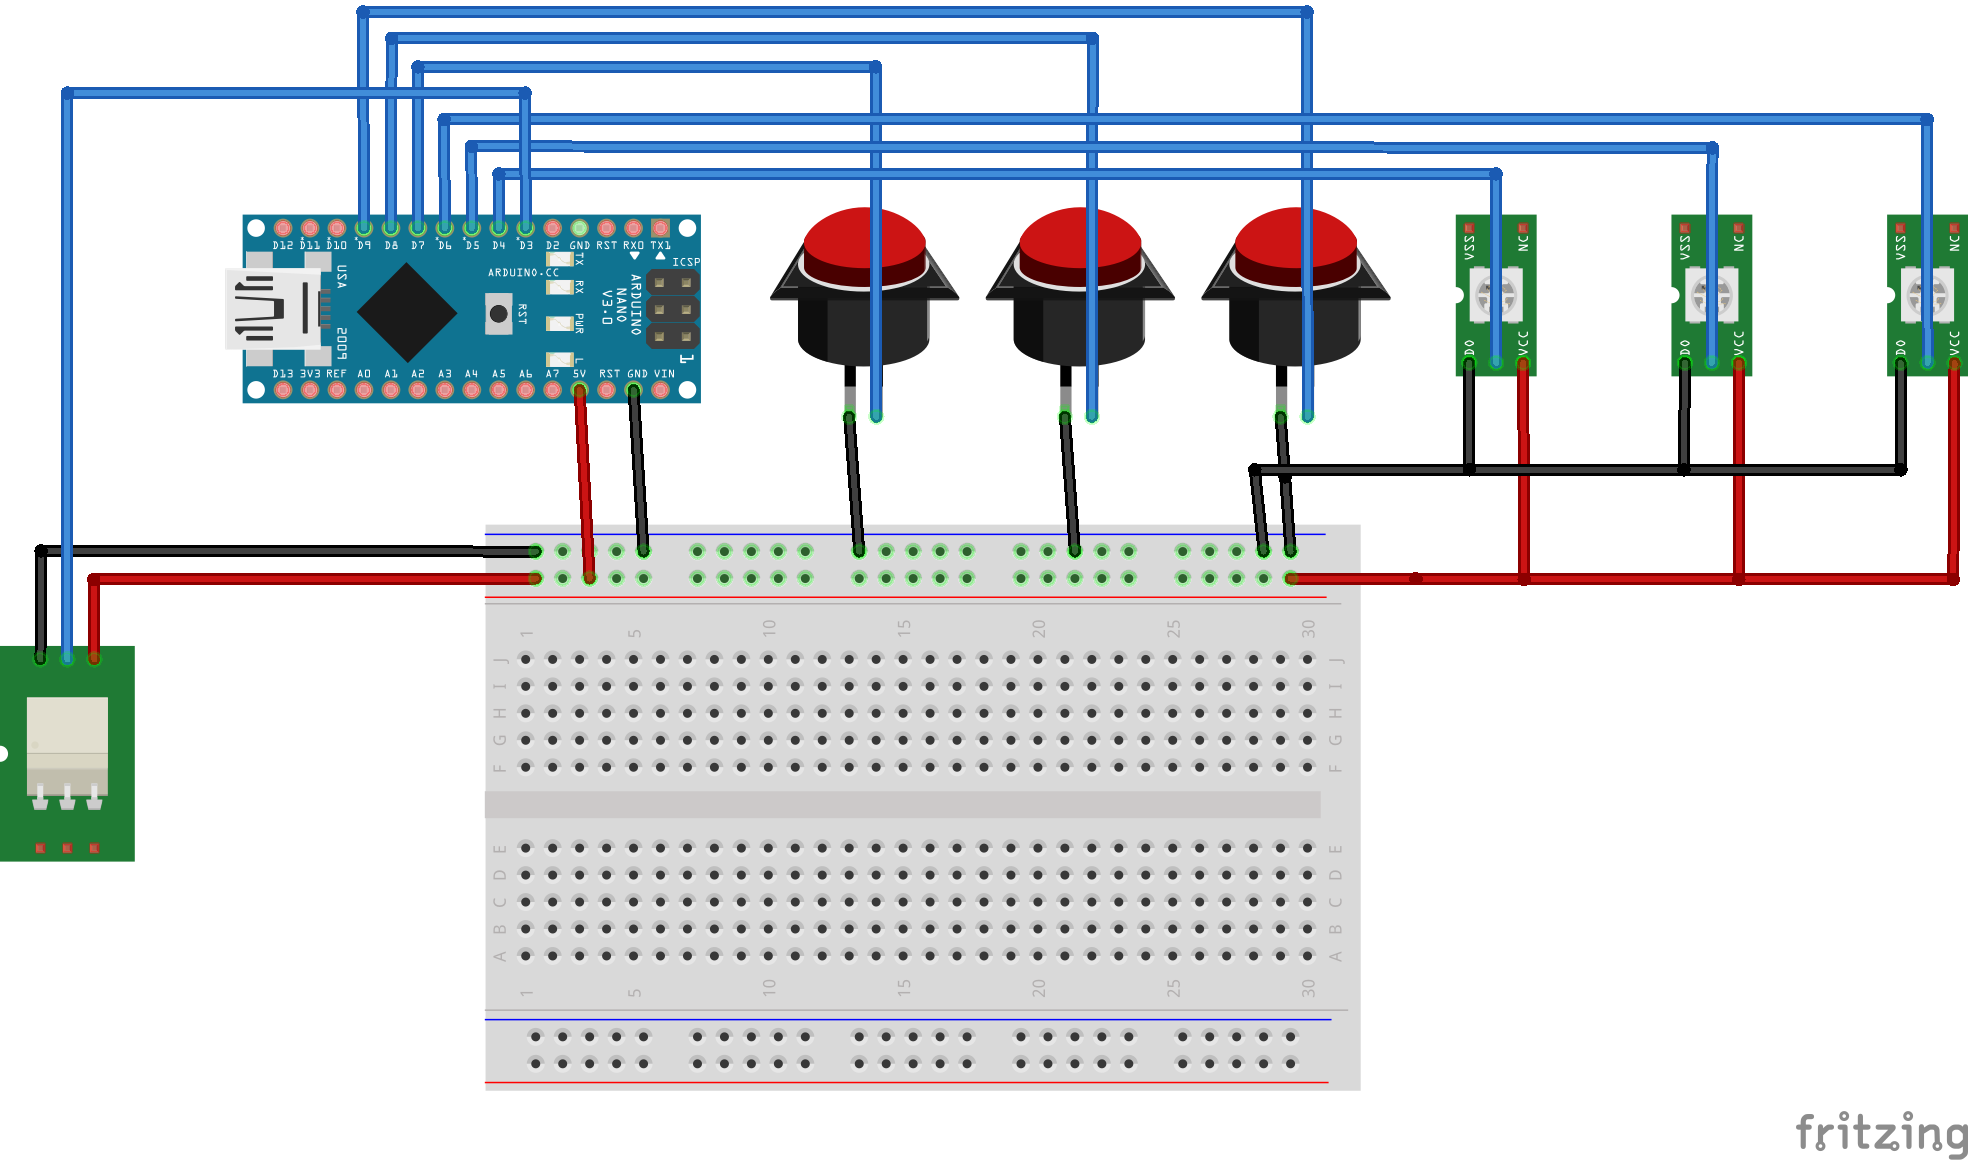 D12 D11 D10 D9 D8 D7 D6 D5 D4 D3 D2 GND RST RX0 TX1
TX
RX
PWR
L
ARDUINO.CC
RST
ICSP
ARDUINO
NANO
V3.0
1
USA
2009
D13 3V3 REF A0 A1 A2 A3 A4 A5 A6 A7 5V RST GND VIN
VSS NC
DO VCC
VSS NC
DO VCC
VSS NC
DO VCC
1 5 10 15 20 25 30
J J
I I
H H
G G
F F
E E
D D
C C
B B
A A
1 5 10 15 20 25 30
fritzing